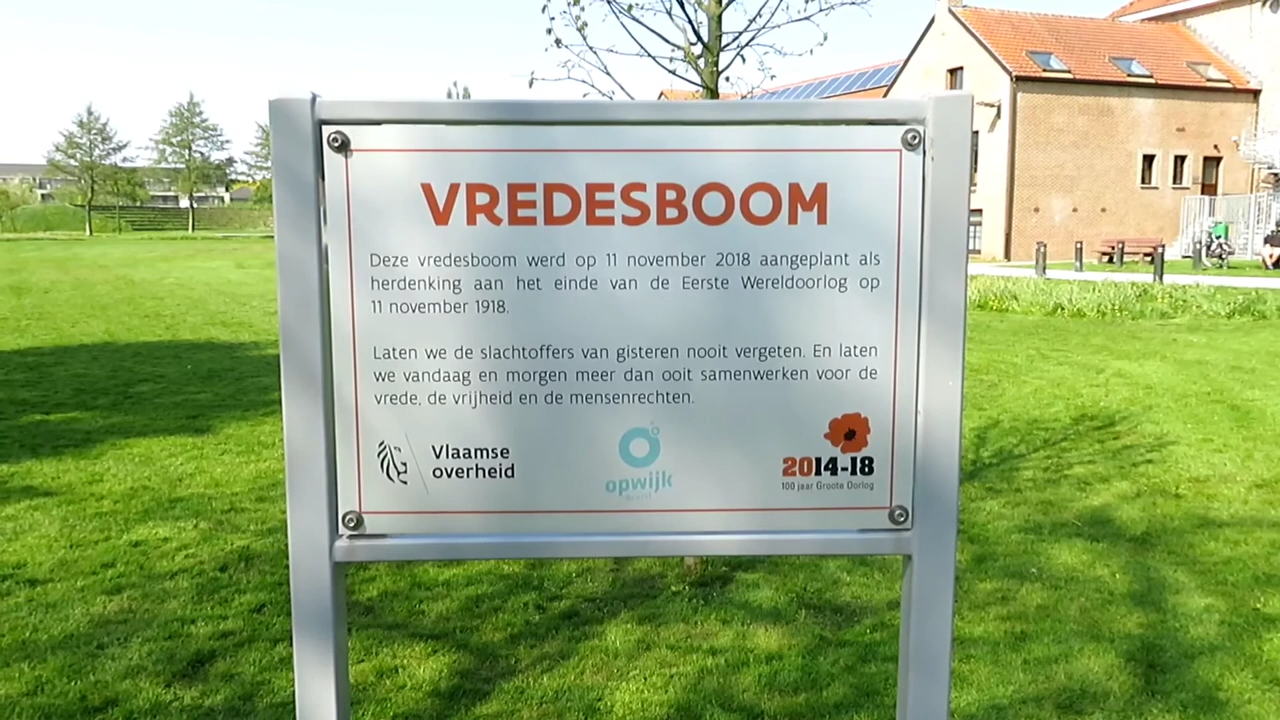 VREDESBOOM
Deze vredesboom werd op 11 november 2018 aangeplant als
herdenking aan het einde van de Eerste Wereldoorlog op
11 november 1918.
Laten we de slachtoffers van gisteren nooit vergeten. En laten
we vandaag en morgen meer dan ooit samenwerken voor de
vrede, de vrijheid en de mensenrechten.
Vlaamse
overheid
opwijk
2014-18
100 jaar Groote Oorlog